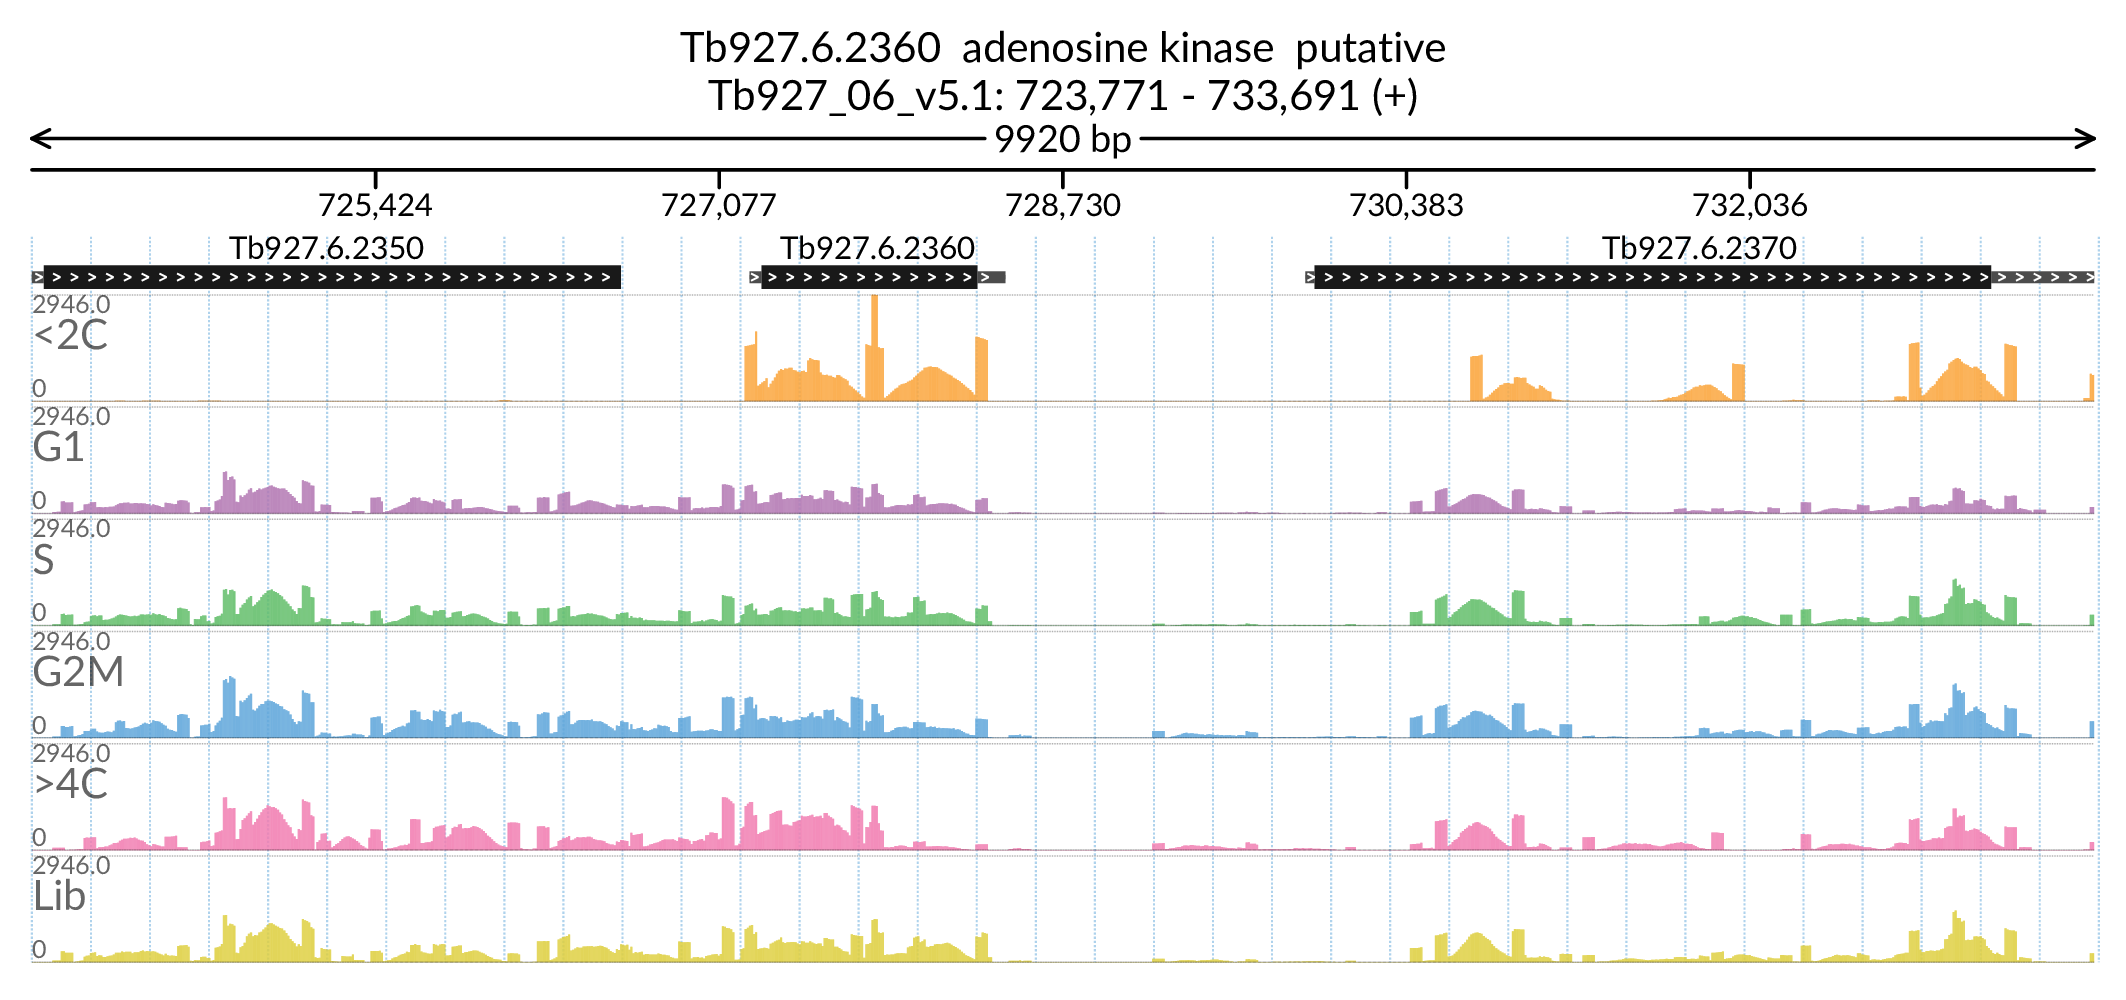 Tb927.6.2360 adenosine kinase putative
Tb927_06_v5.1: 723,771 - 733,691 (+)
9920 bp
725,424 727,077 728,730 730,383 732,036
Tb927.6.2350 Tb927.6.2360 Tb927.6.2370
2946.0
<2C
0
2946.0
G1
0
2946.0
S
0
2946.0
G2M
0
2946.0
>4C
0
2946.0
Lib
0